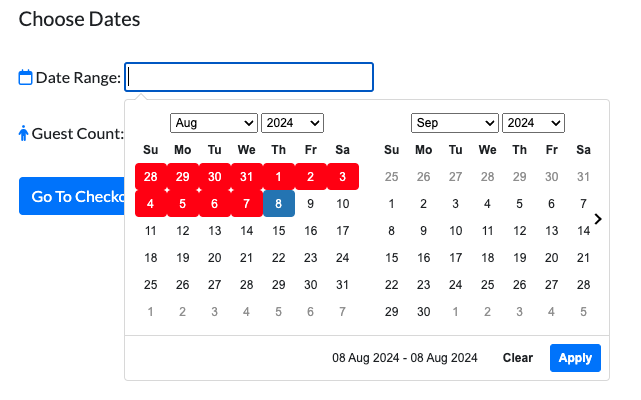 Choose Dates
Date Range:
Guest Count:
Go To Checko
Aug 2024 Sep 2024
Su Mo Tu We Th Fr Sa Su Mo Tu We Th Fr Sa
28 29 30 31 1 2 3 25 26 27 28 29 30 31
4 5 6 7 8 9 10 1 2 3 4 5 6 7
11 12 13 14 15 16 17 8 9 10 11 12 13 14
18 19 20 21 22 23 24 15 16 17 18 19 20 21
25 26 27 28 29 30 31 22 23 24 25 26 27 28
1 2 3 4 5 6 7 29 30 1 2 3 4 5
08 Aug 2024 - 08 Aug 2024 Clear Apply